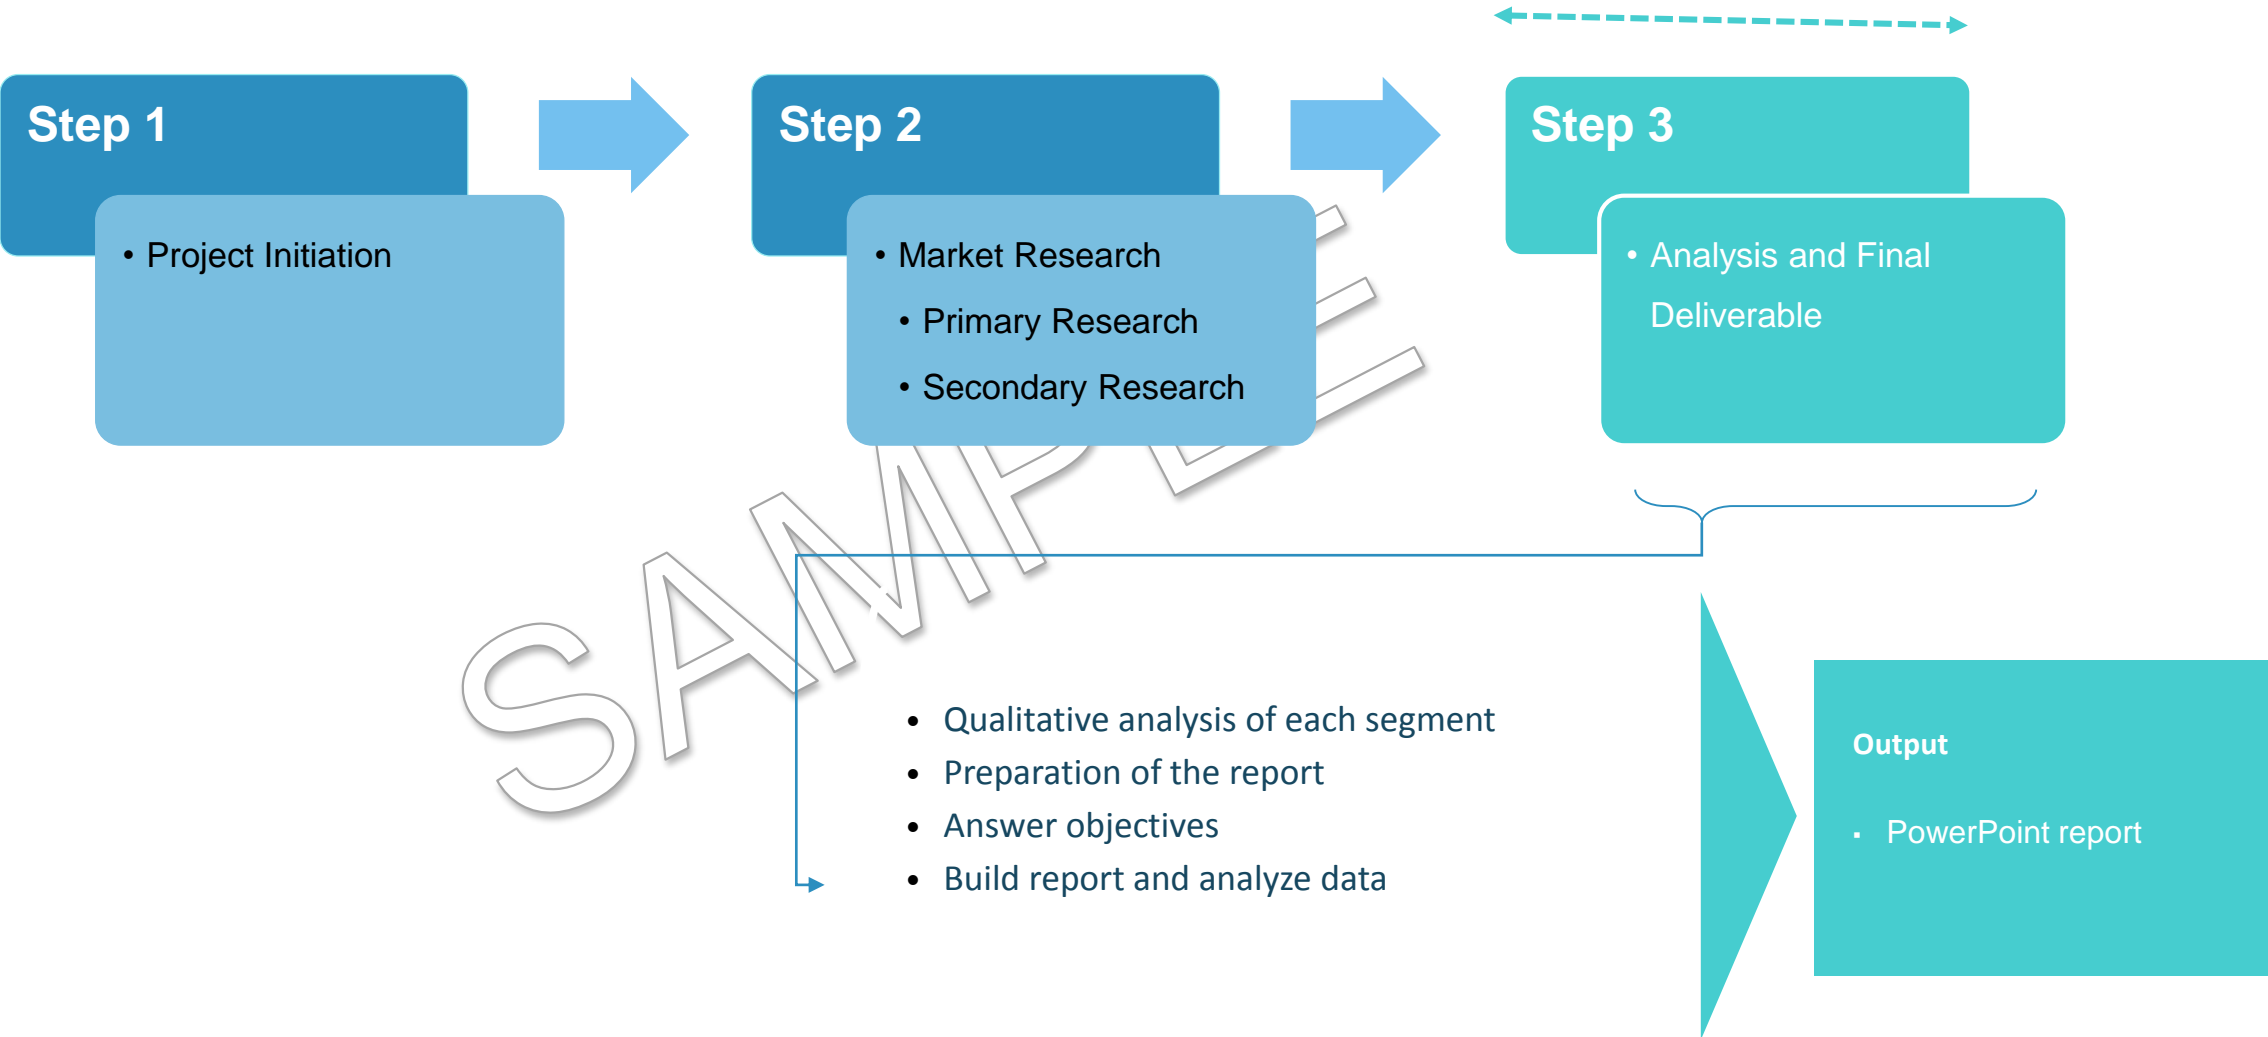 Step 1
• Project Initiation
Step 2
• Market Research
• Primary Research
• Secondary Research
Step 3
• Analysis and Final
Deliverable
SAMPLE
• Qualitative analysis of each segment
• Preparation of the report
• Answer objectives
• Build report and analyze data
Output
▪ PowerPoint report